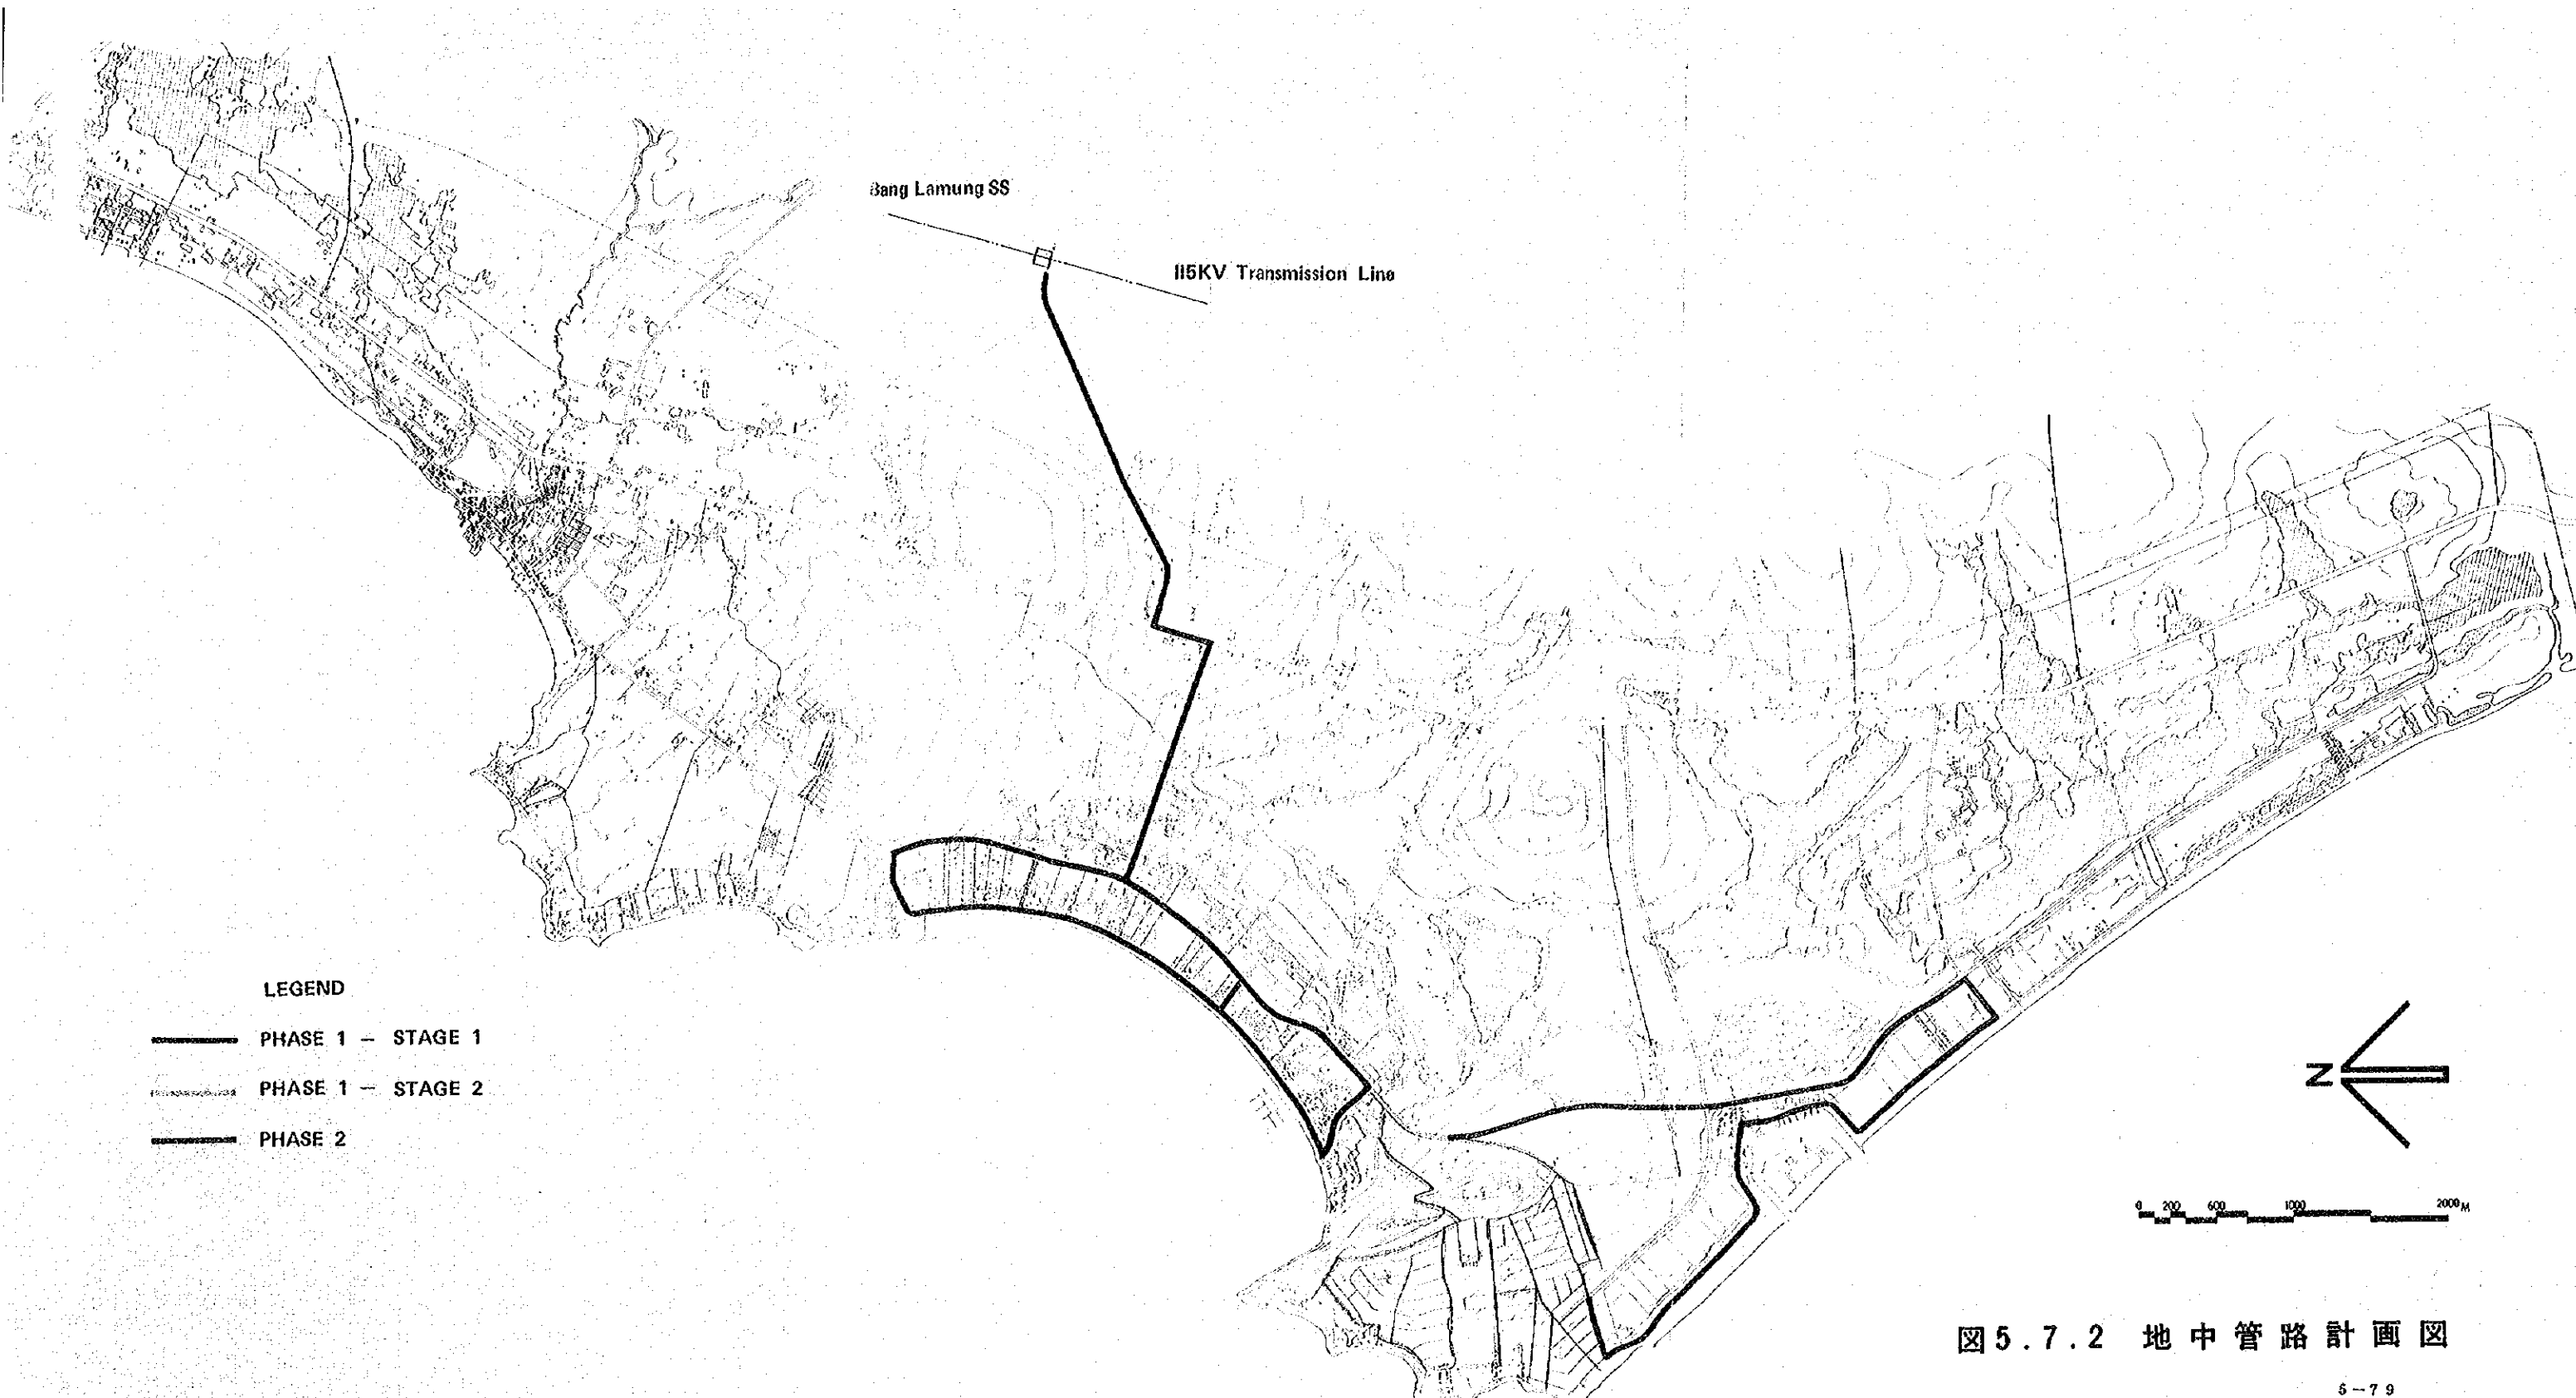 Bang Lamung SS
115KV Transmission Line
LEGEND
PHASE 1 – STAGE 1
PHASE 1 – STAGE 2
PHASE 2
N
0 200 600 1000 2000 M
図5.7.2 地中管路計画図
5-79